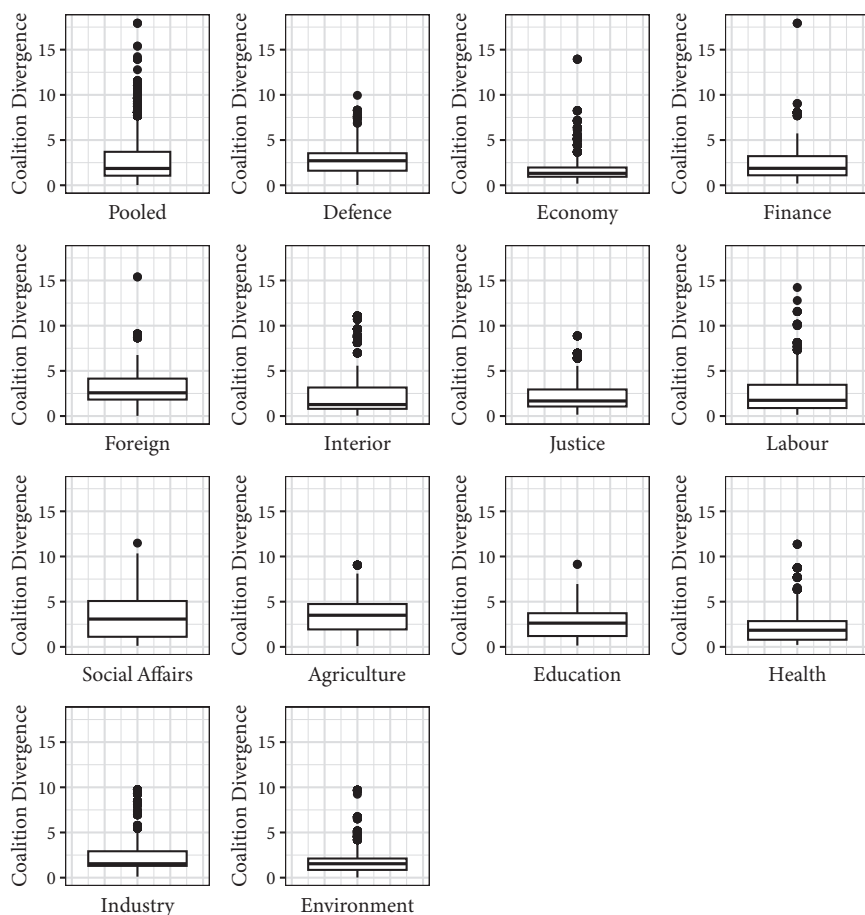 Coalition Divergence
15
10
5
0
Pooled
Coalition Divergence
15
10
5
0
Defence
Coalition Divergence
15
10
5
0
Economy
Coalition Divergence
15
10
5
0
Finance
Coalition Divergence
15
10
5
0
Foreign
Coalition Divergence
15
10
5
0
Interior
Coalition Divergence
15
10
5
0
Justice
Coalition Divergence
15
10
5
0
Labour
Coalition Divergence
15
10
5
0
Social Affairs
Coalition Divergence
15
10
5
0
Agriculture
Coalition Divergence
15
10
5
0
Education
Coalition Divergence
15
10
5
0
Health
Coalition Divergence
15
10
5
0
Industry
Coalition Divergence
15
10
5
0
Environment